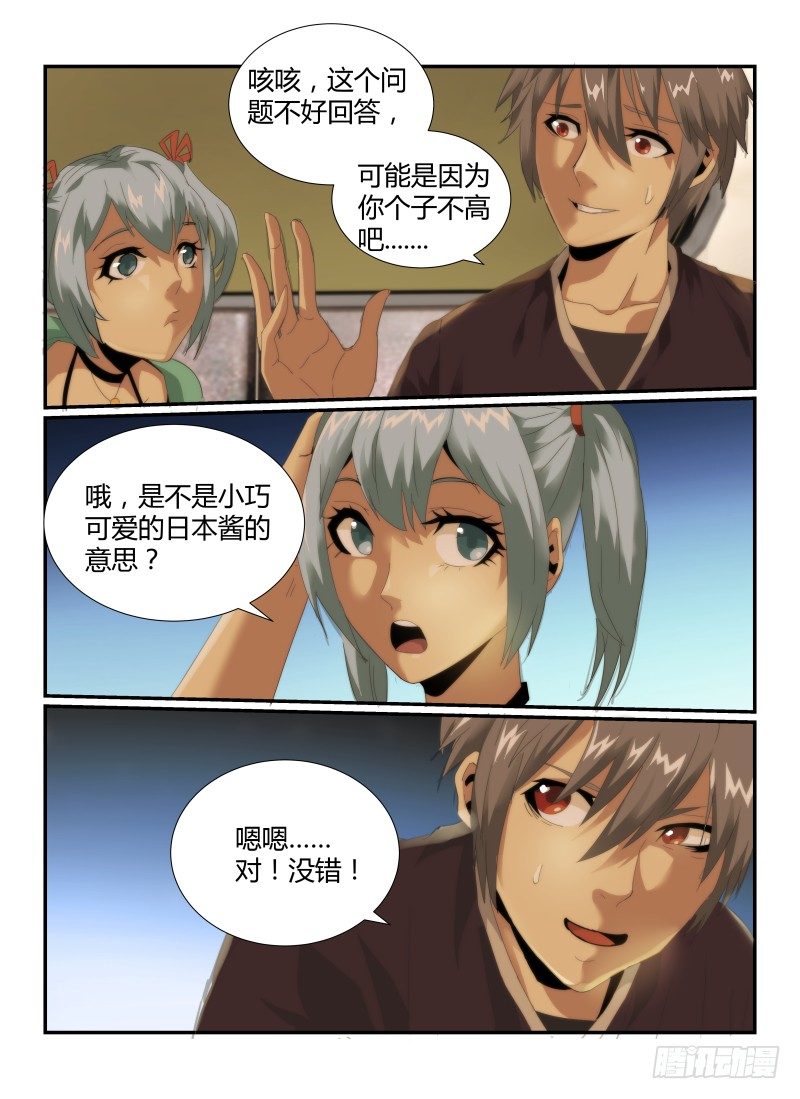 咳咳，这个问
题不好回答，
可能是因为
你个子不高
吧.......
哦，是不是小巧
可爱的日本酱的
意思？
嗯嗯......
对！没错！
腾讯动漫